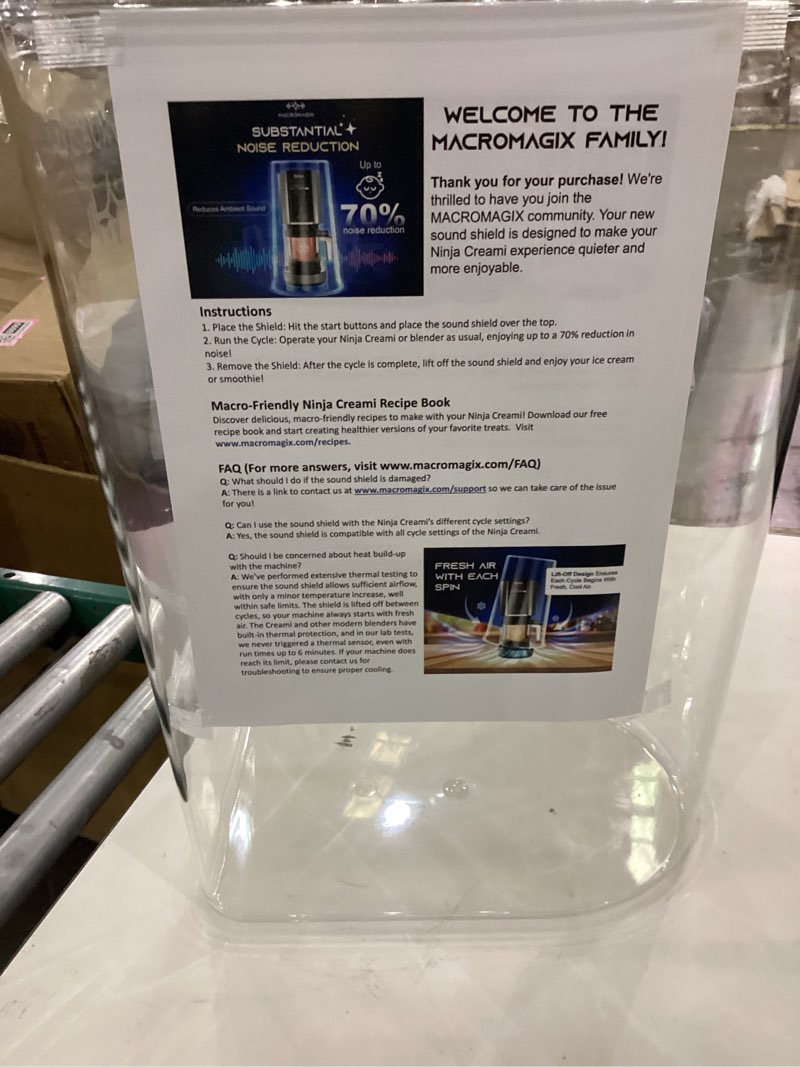 MACROMAGIX
SUBSTANTIAL
NOISE REDUCTION
Up to
Reduces Ambient Sound
70%
noise reduction
WELCOME TO THE
MACROMAGIX FAMILY!
Thank you for your purchase! We're
thrilled to have you join the
MACROMAGIX community. Your new
sound shield is designed to make your
Ninja Creami experience quieter and
more enjoyable.
Instructions
1. Place the Shield: Hit the start buttons and place the sound shield over the top.
2. Run the Cycle: Operate your Ninja Creami or blender as usual, enjoying up to a 70% reduction in
noise!
3. Remove the Shield: After the cycle is complete, lift off the sound shield and enjoy your ice cream
or smoothie!
Macro-Friendly Ninja Creami Recipe Book
Discover delicious, macro-friendly recipes to make with your Ninja Creami! Download our free
recipe book and start creating healthier versions of your favorite treats. Visit
www.macromagix.com/recipes.
FAQ (For more answers, visit www.macromagix.com/FAQ)
Q: What should I do if the sound shield is damaged?
A: There is a link to contact us at www.macromagix.com/support so we can take care of the issue
for you!
Q: Can I use the sound shield with the Ninja Creami's different cycle settings?
A: Yes, the sound shield is compatible with all cycle settings of the Ninja Creami.
Q: Should I be concerned about heat build-up
with the machine?
A: We've performed extensive thermal testing to
ensure the sound shield allows sufficient airflow,
with only a minor temperature increase, well
within safe limits. The shield is lifted off between
cycles, so your machine always starts with fresh
air. The Creami and other modern blenders have
built-in thermal protection, and in our lab tests,
we never triggered a thermal sensor, even with
run times up to 6 minutes. If your machine does
reach its limit, please contact us for
troubleshooting to ensure proper cooling.
FRESH AIR
WITH EACH
SPIN
Lift-Off Design Ensures
Each Cycle Begins With
Fresh, Cool Air.